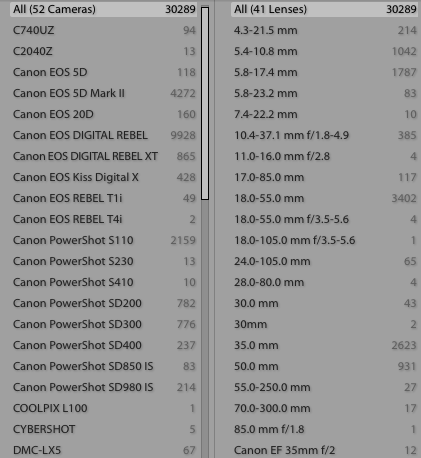 All (52 Cameras) 30289
C740UZ 94
C2040Z 13
Canon EOS 5D 118
Canon EOS 5D Mark II 4272
Canon EOS 20D 160
Canon EOS DIGITAL REBEL 9928
Canon EOS DIGITAL REBEL XT 865
Canon EOS Kiss Digital X 428
Canon EOS REBEL T1i 49
Canon EOS REBEL T4i 2
Canon PowerShot S110 2159
Canon PowerShot S230 13
Canon PowerShot S410 10
Canon PowerShot SD200 782
Canon PowerShot SD300 776
Canon PowerShot SD400 237
Canon PowerShot SD850 IS 83
Canon PowerShot SD980 IS 214
COOLPIX L100 1
CYBERSHOT 5
DMC-LX5 67
All (41 Lenses) 30289
4.3-21.5 mm 214
5.4-10.8 mm 1042
5.8-17.4 mm 1787
5.8-23.2 mm 83
7.4-22.2 mm 10
10.4-37.1 mm f/1.8-4.9 385
11.0-16.0 mm f/2.8 4
17.0-85.0 mm 117
18.0-55.0 mm 3402
18.0-55.0 mm f/3.5-5.6 4
18.0-105.0 mm f/3.5-5.6 1
24.0-105.0 mm 65
28.0-80.0 mm 4
30.0 mm 43
30mm 2
35.0 mm 2623
50.0 mm 931
55.0-250.0 mm 27
70.0-300.0 mm 17
85.0 mm f/1.8 1
Canon EF 35mm f/2 12